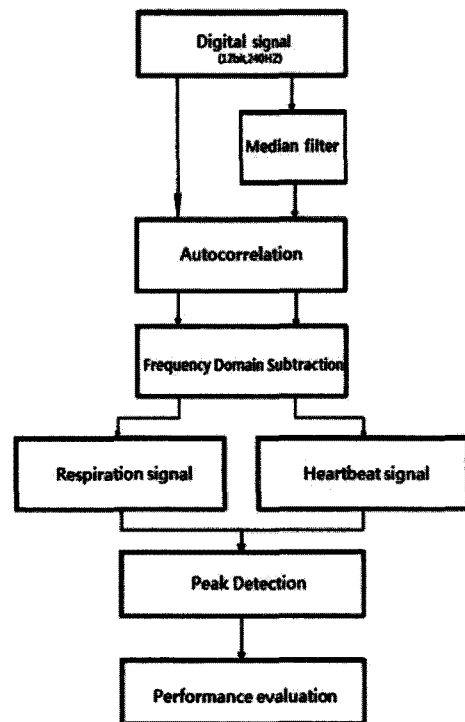 Digital signal
(12bit,240HZ)
Median filter
Autocorrelation
Frequency Domain Subtraction
Respiration signal
Heartbeat signal
Peak Detection
Performance evaluation